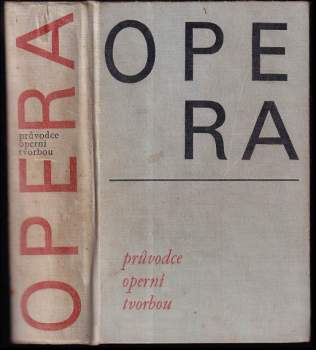 OPERA
průvodce
operní
tvorbou
OPE
RA
průvodce
operní
tvorbou